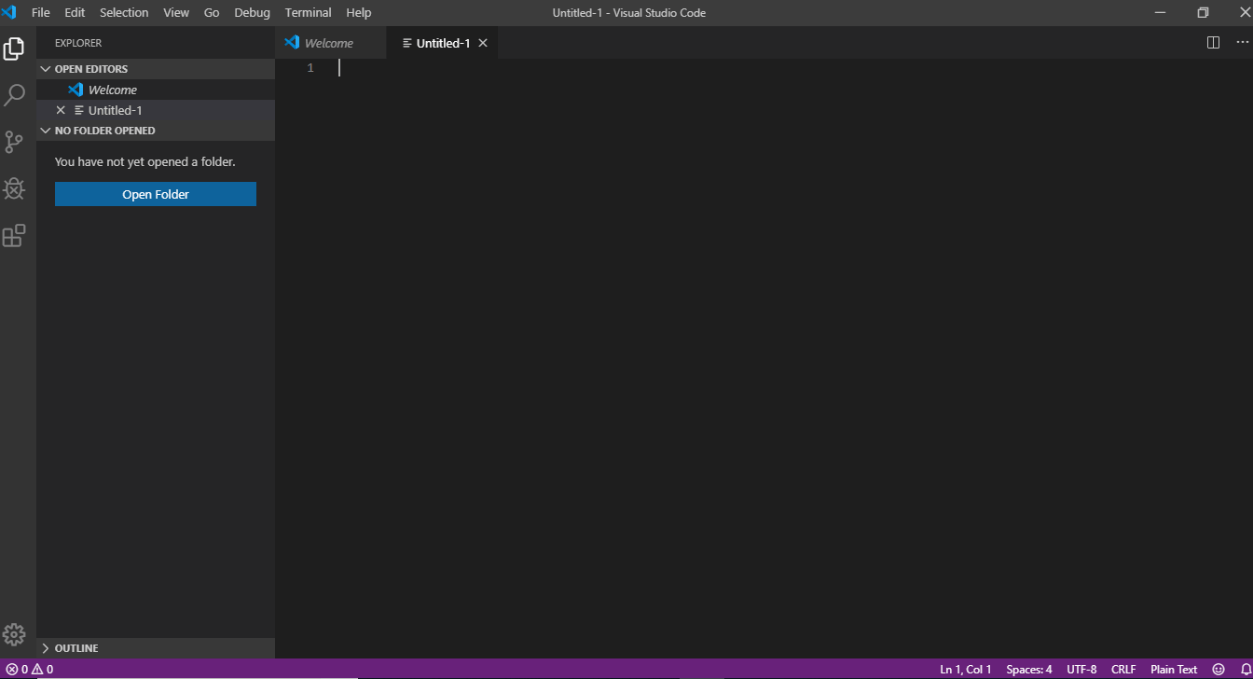 File Edit Selection View Go Debug Terminal Help Untitled-1 - Visual Studio Code
EXPLORER
OPEN EDITORS
Welcome
Untitled-1
NO FOLDER OPENED
You have not yet opened a folder.
Open Folder
OUTLINE
Welcome Untitled-1
1
0 0 Ln 1, Col 1 Spaces: 4 UTF-8 CRLF Plain Text